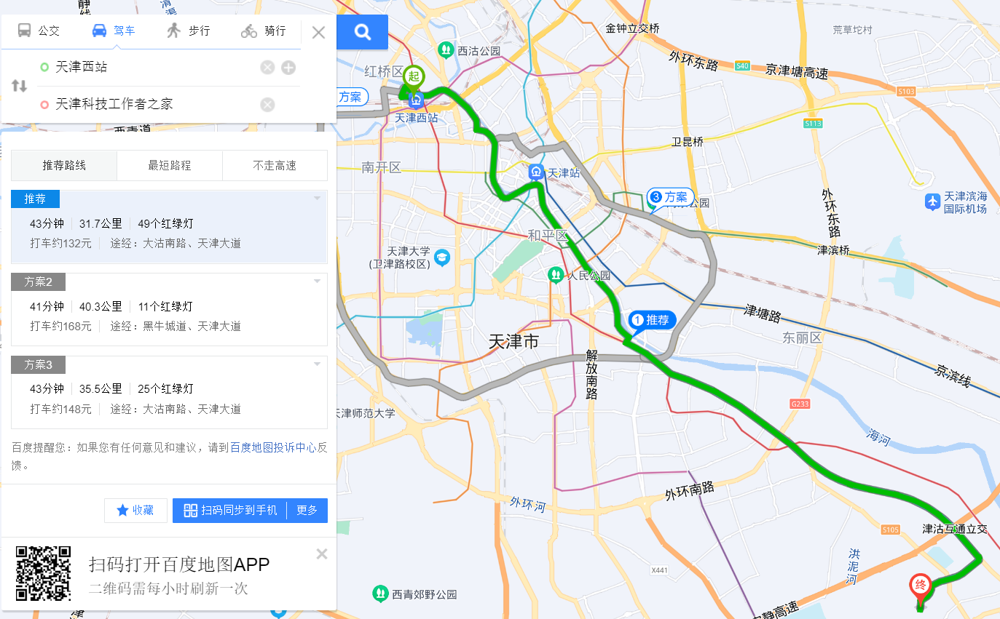 公交
驾车
步行
骑行
天津西站
天津科技工作者之家
西青道
推荐路线
最短路程
不走高速
推荐
43分钟 31.7公里 49个红绿灯
打车约132元 途经：大沽南路、天津大道
方案2
41分钟 40.3公里 11个红绿灯
打车约168元 途经：黑牛城道、天津大道
方案3
43分钟 35.5公里 25个红绿灯
打车约148元 途经：大沽南路、天津大道
百度提醒您：如果您有任何意见和建议，请到百度地图投诉中心反
馈。
收藏
扫码同步到手机
更多
扫码打开百度地图APP
二维码需每小时刷新一次
金钟立交桥
荒草坨村
西沽公园
外环东路
S40
京津塘高速
红桥区
起
方案
S103
天津西站
S113
卫昆桥
南开区
天津站
3 方案
公园
天津滨海
国际机场
外环东路
和平区
天津大学
(卫津路校区)
津滨桥
人民公园
1 推荐
津塘路
东丽区
天津市
解放南路
京滨线
天津师范大学
G233
海河
外环南路
外环河
S105
津沽互通立交
洪泥河
X441
终
西青郊野公园
宁静高速